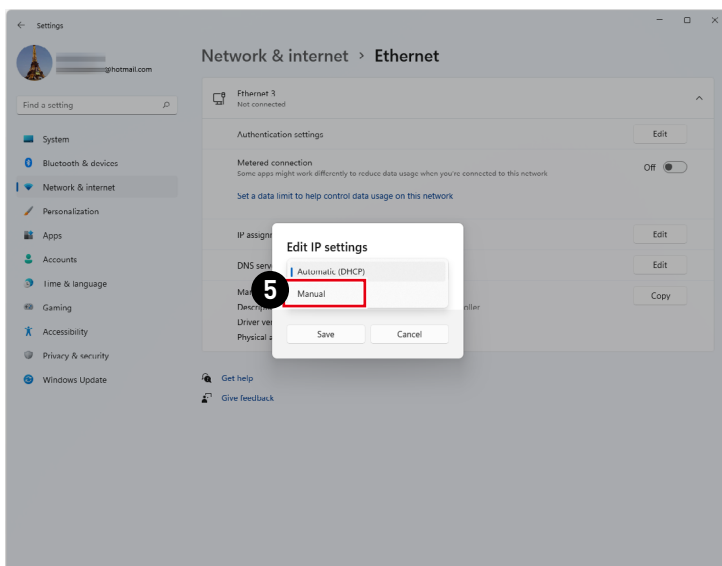 Settings
@hotmail.com
Find a setting
System
Bluetooth & devices
Network & internet
Personalization
Apps
Accounts
Time & language
Gaming
Accessibility
Privacy & security
Windows Update
Network & internet > Ethernet
Ethernet 3
Not connected
Authentication settings
Edit
Metered connection
Some apps might work differently to reduce data usage when you're connected to this network
Off
Set a data limit to help control data usage on this network
IP assignm
Edit
DNS serv
Edit
Man
Copy
Descript
oller
Driver ver
Physical a
Edit IP settings
Automatic (DHCP)
5
Manual
Save
Cancel
Get help
Give feedback